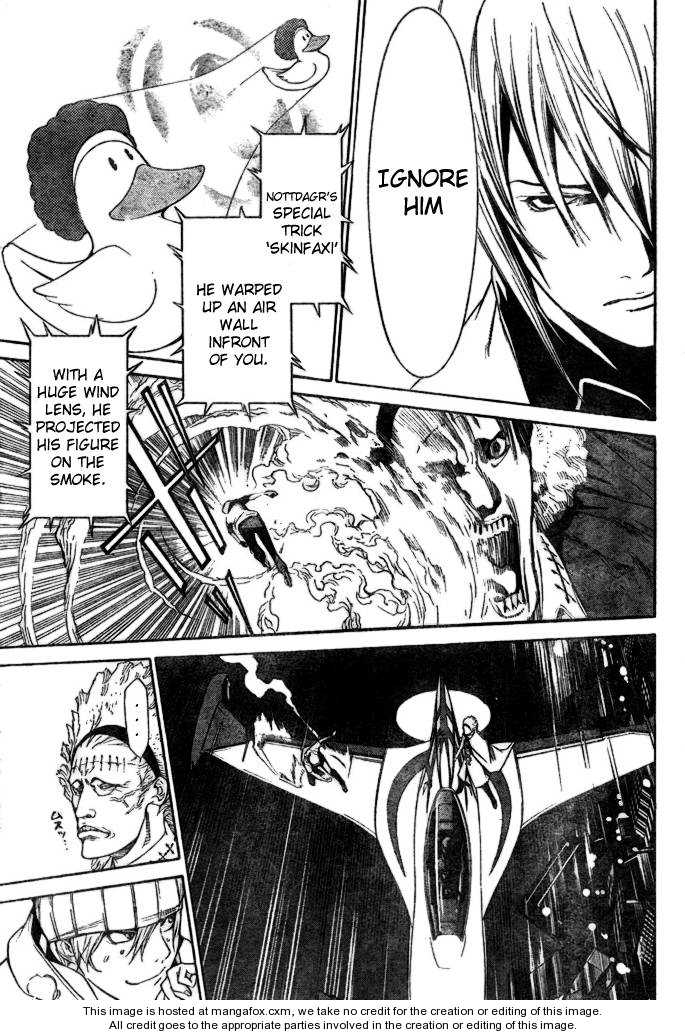 IGNORE
HIM
NOTTDAGR'S
SPECIAL
TRICK
'SKINFAXI'
HE WARPED
UP AN AIR
WALL
INFRONT
OF YOU.
WITH A
HUGE WIND
LENS, HE
PROJECTED
HIS FIGURE
ON THE
SMOKE.
...
ムスッ…
This image is hosted at mangafox.cxm, we take no credit for the creation or editing of this image.
All credit goes to the appropriate parties involved in the creation or editing of this image.